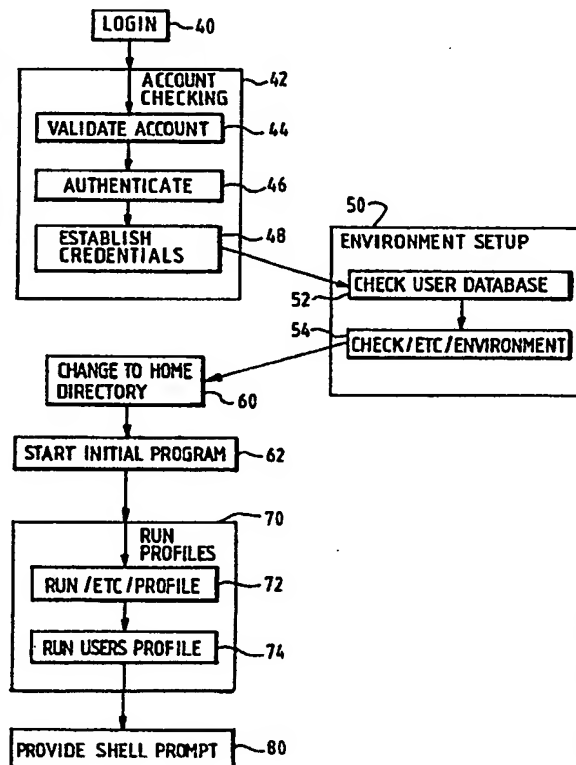 LOGIN
40
ACCOUNT
CHECKING
42
VALIDATE ACCOUNT
44
AUTHENTICATE
46
ESTABLISH
CREDENTIALS
48
50
ENVIRONMENT SETUP
CHECK USER DATABASE
52
54
CHECK/ETC/ENVIRONMENT
CHANGE TO HOME
DIRECTORY
60
START INITIAL PROGRAM
62
70
RUN
PROFILES
RUN /ETC/PROFILE
72
RUN USERS PROFILE
74
PROVIDE SHELL PROMPT
80